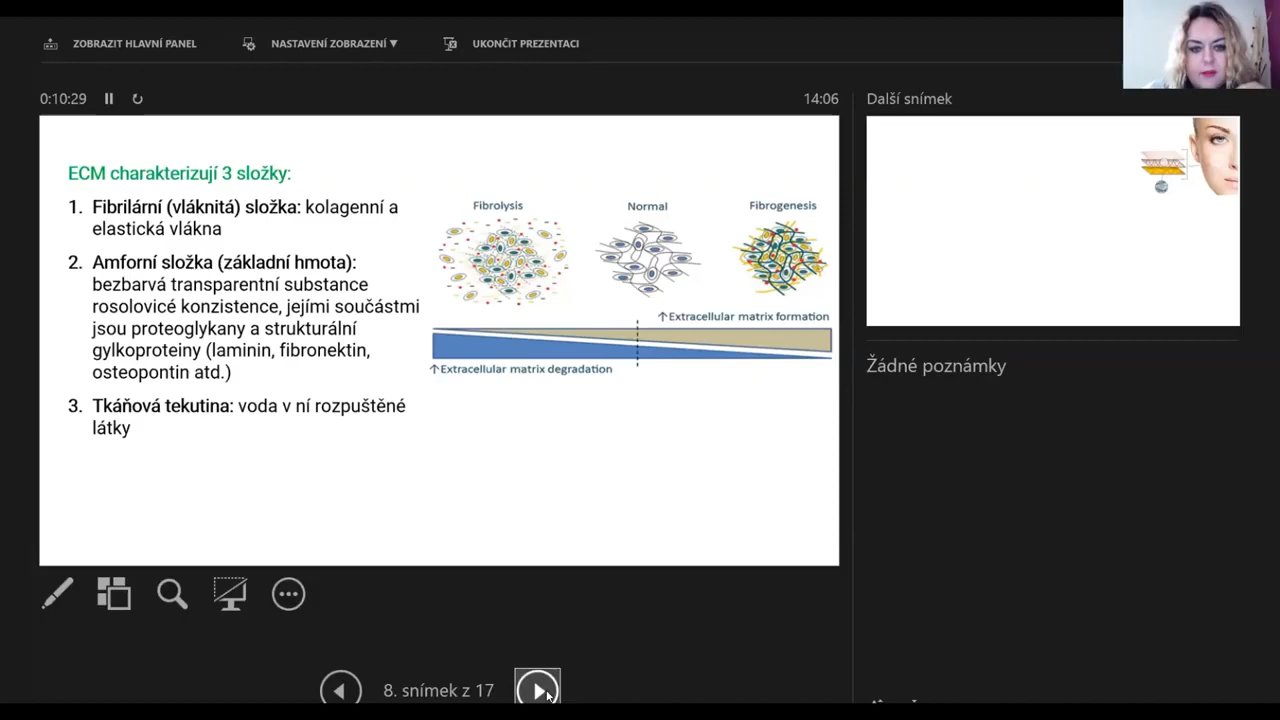 ZOBRAZIT HLAVNÍ PANEL
NASTAVENÍ ZOBRAZENÍ ▼
UKONČIT PREZENTACI
0:10:29
14:06
Další snímek
ECM charakterizují 3 složky:
1. Fibrilární (vláknitá) složka: kolagenní a
elastická vlákna
2. Amforní složka (základní hmota):
bezbarvá transparentní substance
rosolovicé konzistence, jejími součástmi
jsou proteoglykany a strukturální
gylkoproteiny (laminin, fibronektin,
osteopontin atd.)
3. Tkáňová tekutina: voda v ní rozpuštěné
látky
Fibrolysis
Normal
Fibrogenesis
↑Extracellular matrix formation
↑Extracellular matrix degradation
Žádné poznámky
8. snímek z 17